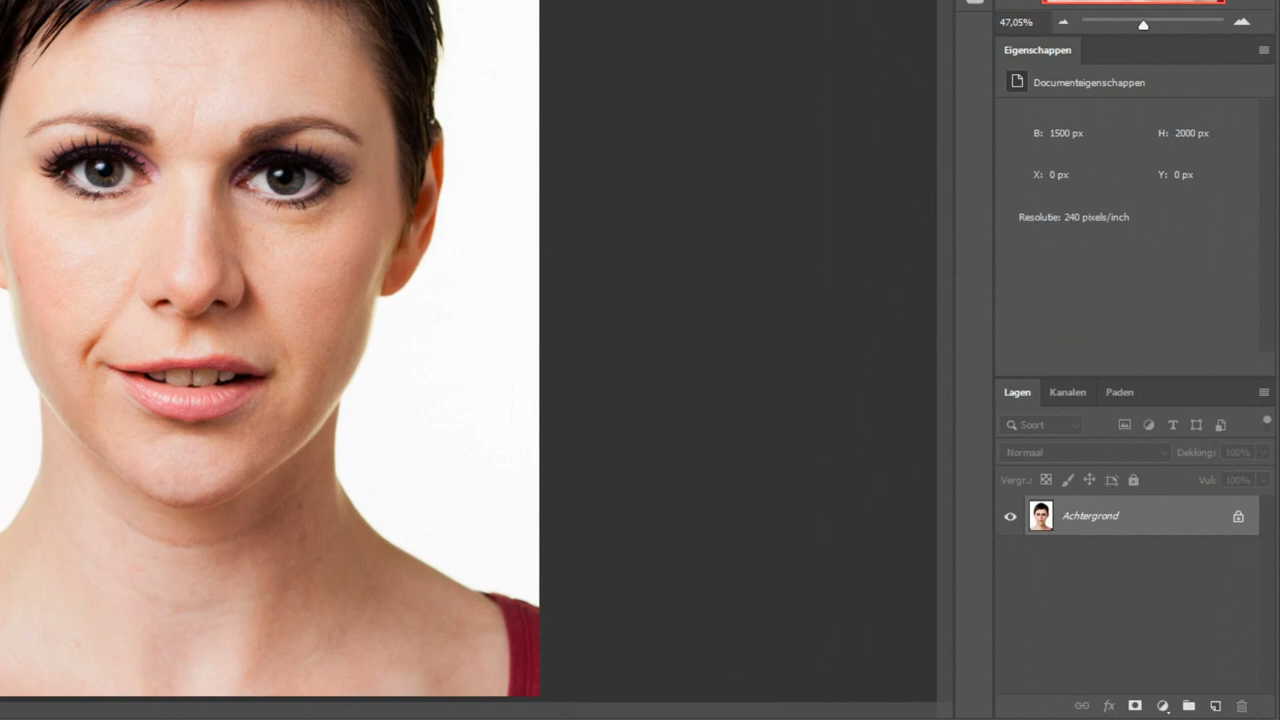 47,05%
Eigenschappen
Documenteigenschappen
B: 1500 px H: 2000 px
X: 0 px Y: 0 px
Resolutie: 240 pixels/inch
Lagen Kanalen Paden
Soort
Normaal Dekking: 100%
Vergr.: Vul: 100%
Achtergrond
fx